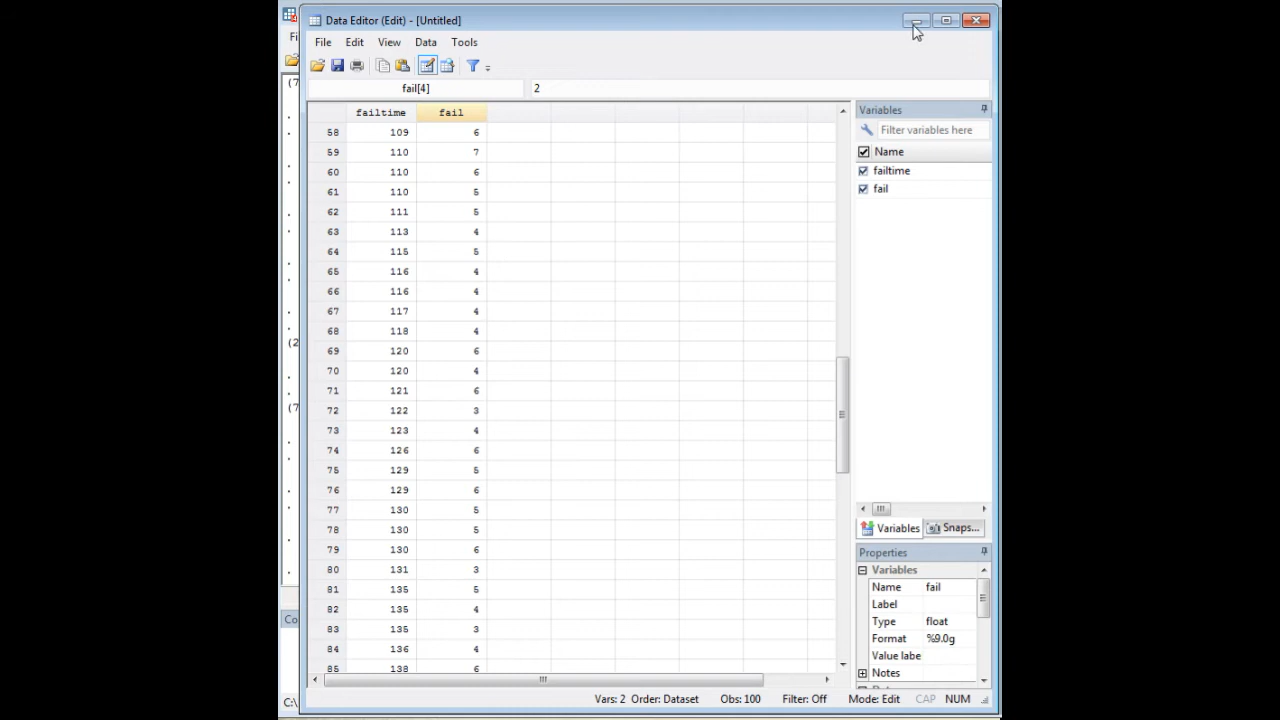 Data Editor (Edit) - [Untitled]
Fi
File Edit View Data Tools
fail[4] 2
failtime fail
58 109 6
59 110 7
60 110 6
61 110 5
62 111 5
63 113 4
64 115 5
65 116 4
66 116 4
67 117 4
68 118 4
69 120 6
70 120 4
71 121 6
72 122 3
73 123 4
74 126 6
75 129 5
76 129 6
77 130 5
78 130 5
79 130 6
80 131 3
81 135 5
82 135 4
83 135 3
84 136 4
85 138 6
Variables
Filter variables here
Name
failtime
fail
Variables Snaps...
Properties
Variables
Name fail
Label
Type float
Format %9.0g
Value labe
Notes
(7
(2
(7
Co
C:\
Vars: 2 Order: Dataset Obs: 100 Filter: Off Mode: Edit CAP NUM